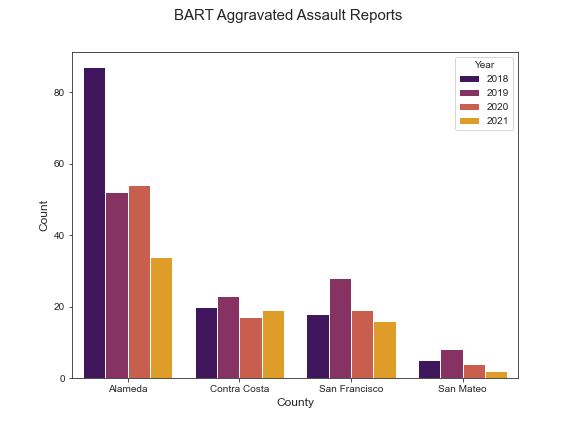 BART Aggravated Assault Reports
Year
2018
2019
2020
2021
80
60
40
20
0
Count
Alameda
Contra Costa
San Francisco
San Mateo
County